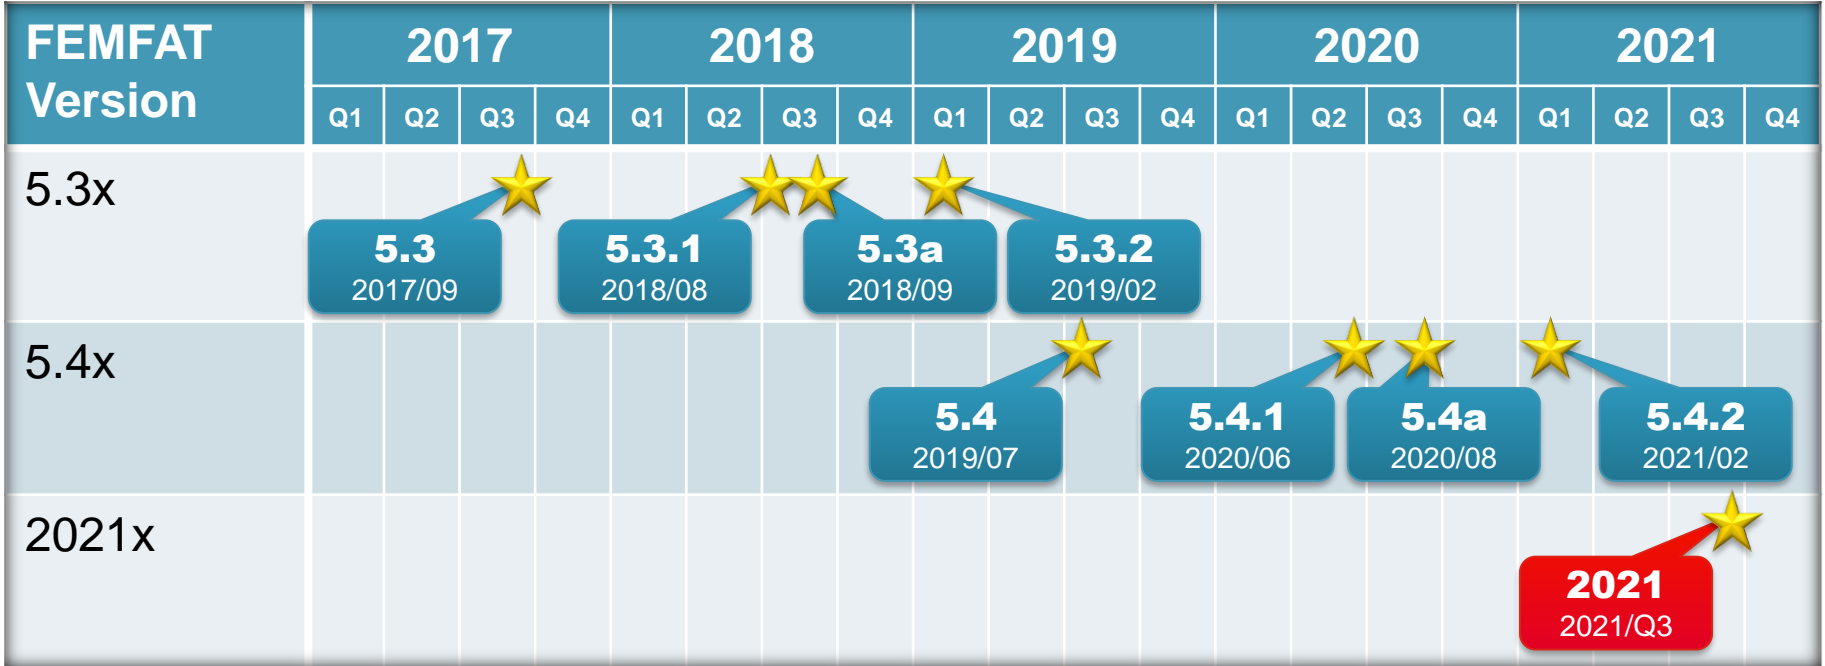 FEMFAT
Version
2017 2018 2019 2020 2021
Q1 Q2 Q3 Q4 Q1 Q2 Q3 Q4 Q1 Q2 Q3 Q4 Q1 Q2 Q3 Q4 Q1 Q2 Q3 Q4
5.3x
5.3 5.3.1 5.3a 5.3.2
2017/09 2018/08 2018/09 2019/02
5.4x
5.4 5.4.1 5.4a 5.4.2
2019/07 2020/06 2020/08 2021/02
2021x
2021
2021/Q3